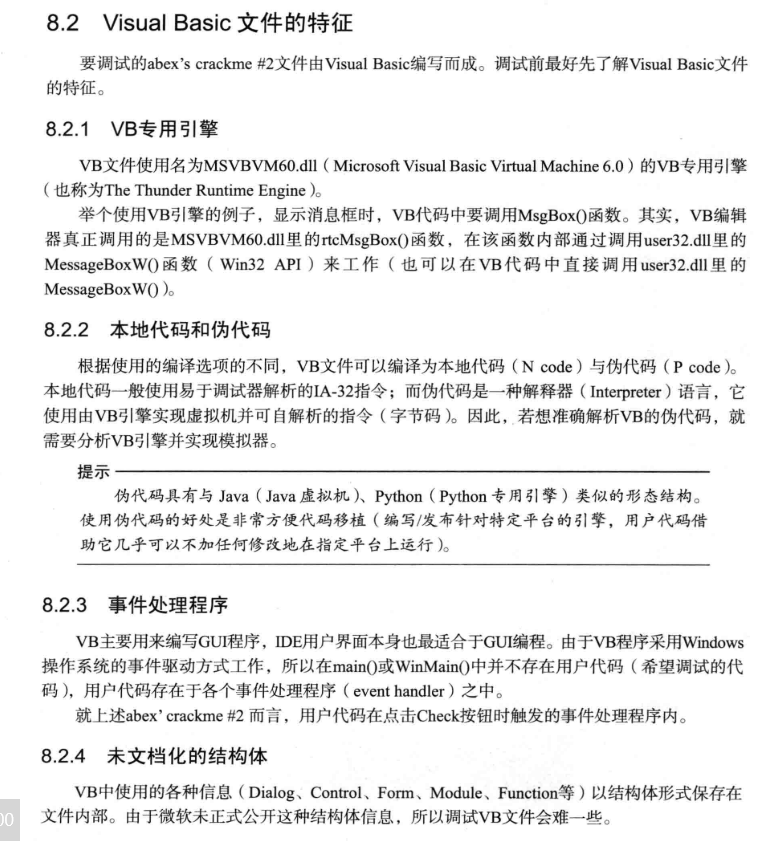 8.2 Visual Basic 文件的特征
要调试的abex's crackme #2文件由Visual Basic编写而成。调试前最好先了解Visual Basic文件
的特征。
8.2.1 VB专用引擎
VB文件使用名为MSVBVM60.dll（Microsoft Visual Basic Virtual Machine 6.0）的VB专用引擎
（也称为The Thunder Runtime Engine）。
举个使用VB引擎的例子，显示消息框时，VB代码中要调用MsgBox()函数。其实，VB编辑
器真正调用的是MSVBVM60.dll里的rtcMsgBox()函数，在该函数内部通过调用user32.dll里的
MessageBoxW()函数（Win32 API）来工作（也可以在VB代码中直接调用user32.dll里的
MessageBoxW()）。
8.2.2 本地代码和伪代码
根据使用的编译选项的不同，VB文件可以编译为本地代码（N code）与伪代码（P code）。
本地代码一般使用易于调试器解析的IA-32指令；而伪代码是一种解释器（Interpreter）语言，它
使用由VB引擎实现虚拟机并可自解析的指令（字节码）。因此，若想准确解析VB的伪代码，就
需要分析VB引擎并实现模拟器。
提示
伪代码具有与 Java（Java 虚拟机）、Python（Python 专用引擎）类似的形态结构。
使用伪代码的好处是非常方便代码移植（编写/发布针对特定平台的引擎，用户代码借
助它几乎可以不加任何修改地在指定平台上运行）。
8.2.3 事件处理程序
VB主要用来编写GUI程序，IDE用户界面本身也最适合于GUI编程。由于VB程序采用Windows
操作系统的事件驱动方式工作，所以在main()或WinMain()中并不存在用户代码（希望调试的代
码），用户代码存在于各个事件处理程序（event handler）之中。
就上述abex' crackme #2 而言，用户代码在点击Check按钮时触发的事件处理程序内。
8.2.4 未文档化的结构体
VB中使用的各种信息（Dialog、Control、Form、Module、Function等）以结构体形式保存在
文件内部。由于微软未正式公开这种结构体信息，所以调试VB文件会难一些。
00